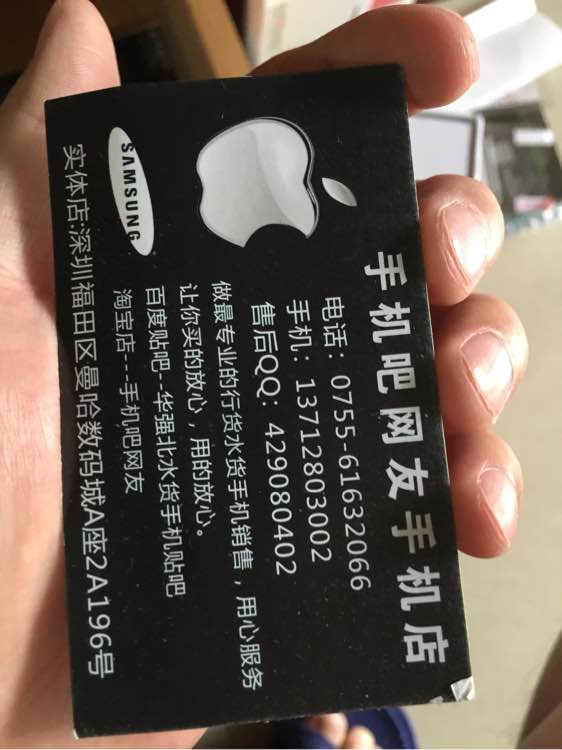 手机吧网友手机店
电话：0755-61632066
手机：13712803002
售后QQ：429080402
做最专业的行货水货手机销售，用心服务
让你买的放心，用的放心。
百度贴吧--华强北水货手机贴吧
淘宝店---手机吧网友
SAMSUNG
实体店:深圳福田区曼哈数码城A座2A196号